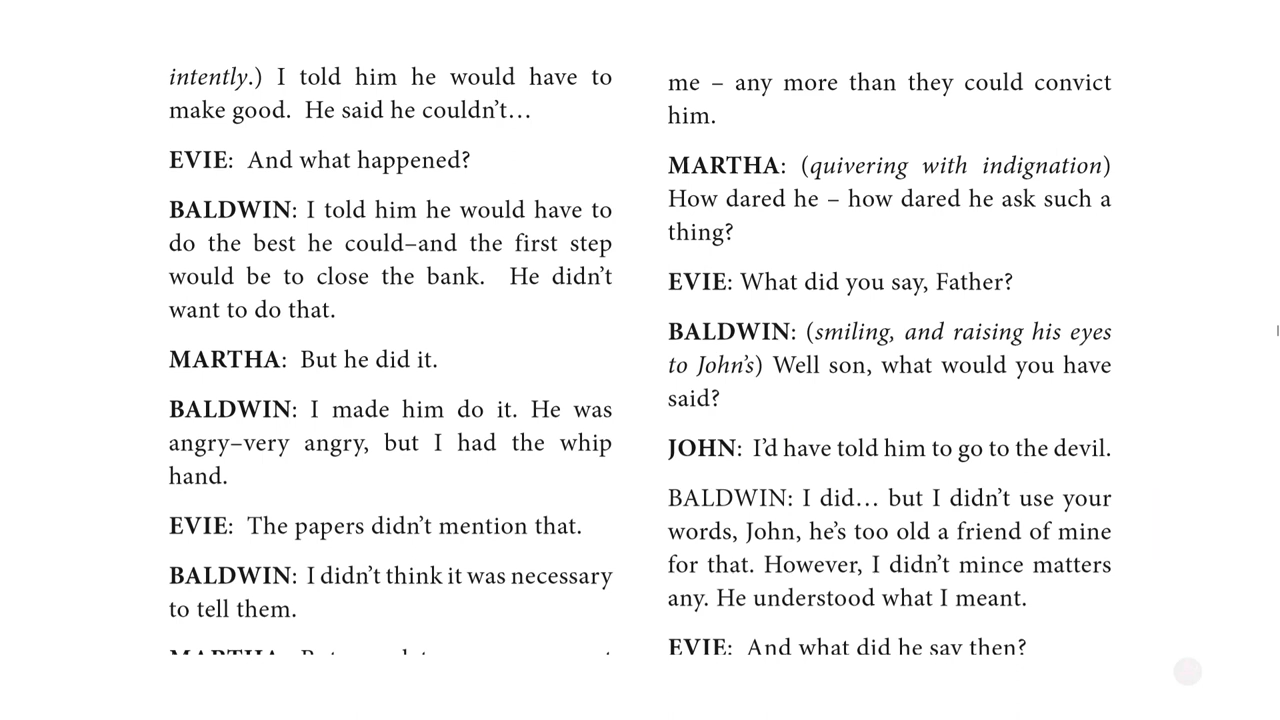 intently.) I told him he would have to
make good.  He said he couldn’t…
EVIE:  And what happened?
BALDWIN: I told him he would have to
do the best he could–and the first step
would be to close the bank.  He didn’t
want to do that.
MARTHA:  But he did it.
BALDWIN: I made him do it. He was
angry–very angry, but I had the whip
hand.
EVIE:  The papers didn’t mention that.
BALDWIN: I didn’t think it was necessary
to tell them.
MARTHA:
me – any more than they could convict
him.
MARTHA: (quivering with indignation)
How dared he – how dared he ask such a
thing?
EVIE: What did you say, Father?
BALDWIN: (smiling, and raising his eyes
to John’s) Well son, what would you have
said?
JOHN:  I’d have told him to go to the devil.
BALDWIN: I did… but I didn’t use your
words, John, he’s too old a friend of mine
for that. However, I didn’t mince matters
any. He understood what I meant.
EVIE:  And what did he say then?